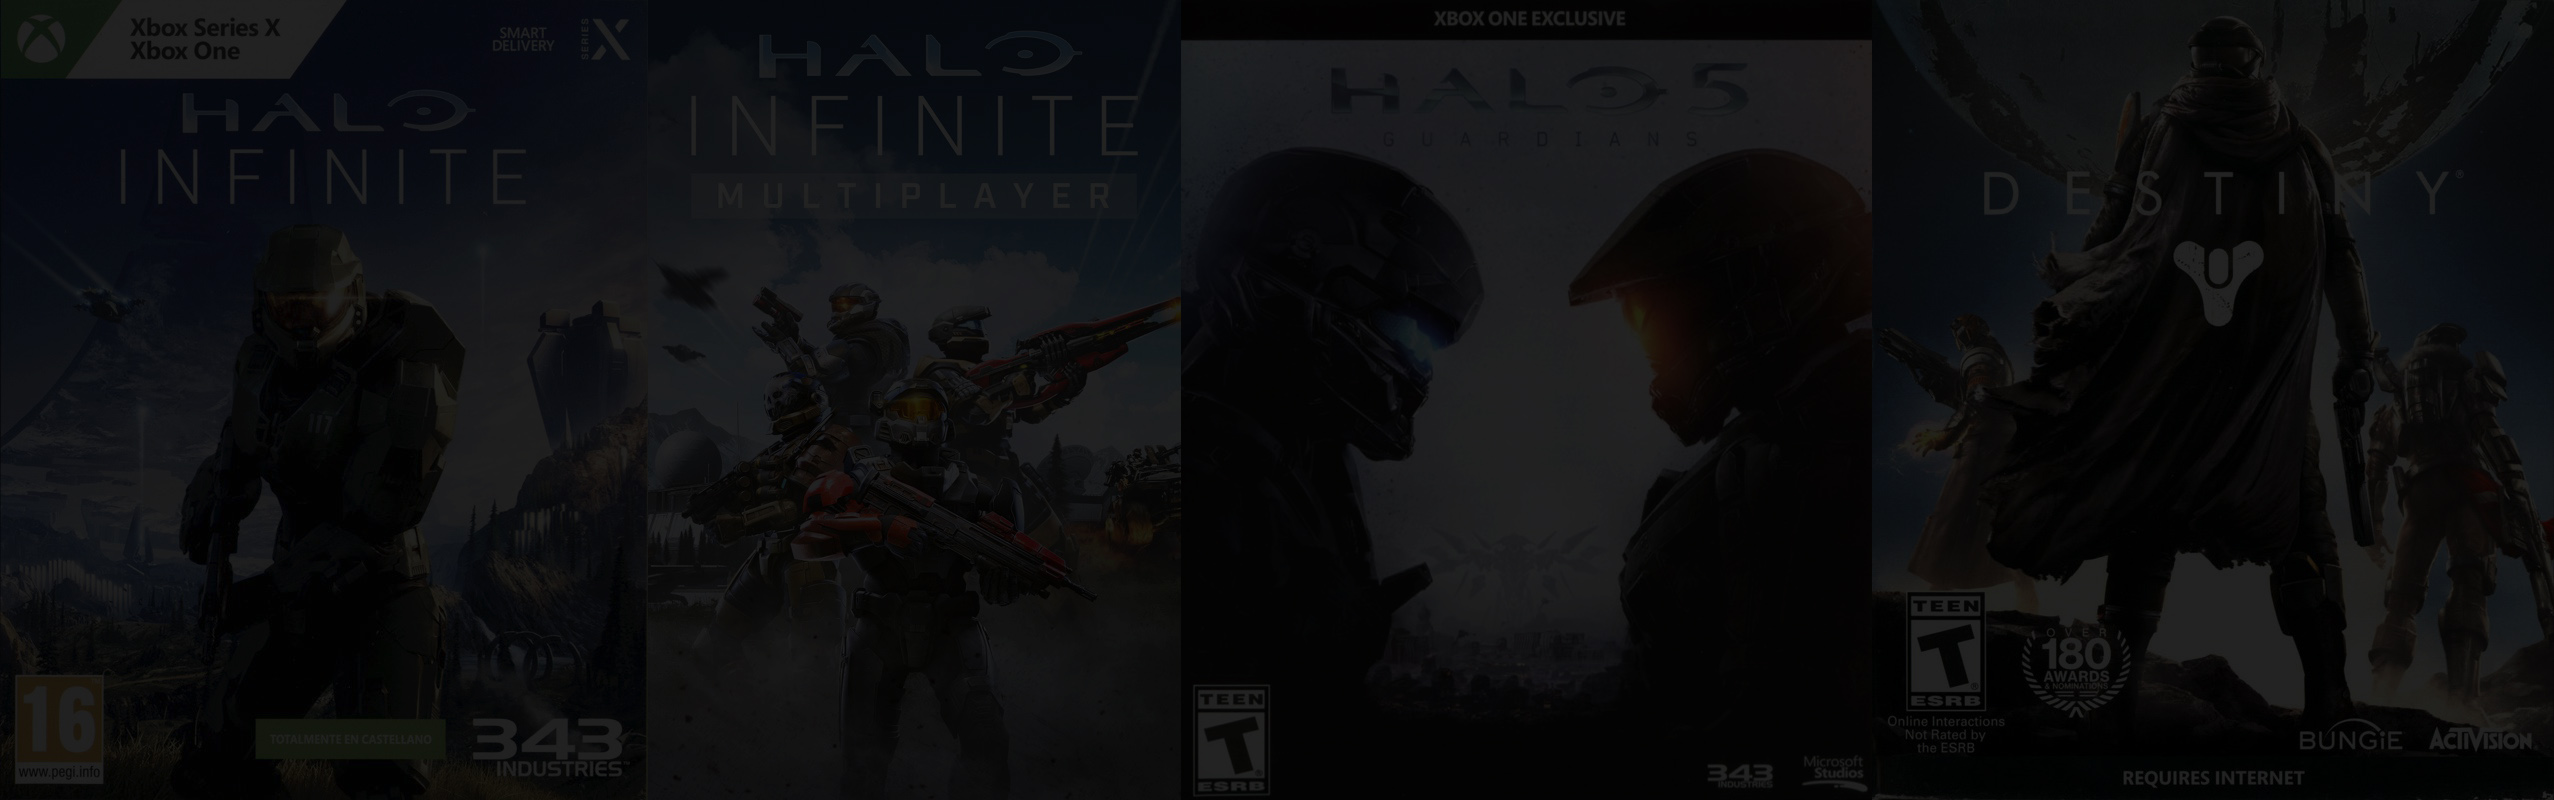 Xbox Series X
Xbox One
SMART
DELIVERY
SERIES
X
HALO
INFINITE
117
16
www.pegi.info
TOTALMENTE EN CASTELLANO
343
INDUSTRIES
HALO
INFINITE
MULTIPLAYER
XBOX ONE EXCLUSIVE
HALO 5
GUARDIANS
TEEN
T
ESRB
343
INDUSTRIES
Microsoft
Studios
DESTINY
TEEN
T
ESRB
Online Interactions
Not Rated by
the ESRB
OVER
180
AWARDS
& NOMINATIONS
BUNGiE
ACTIVISION
REQUIRES INTERNET